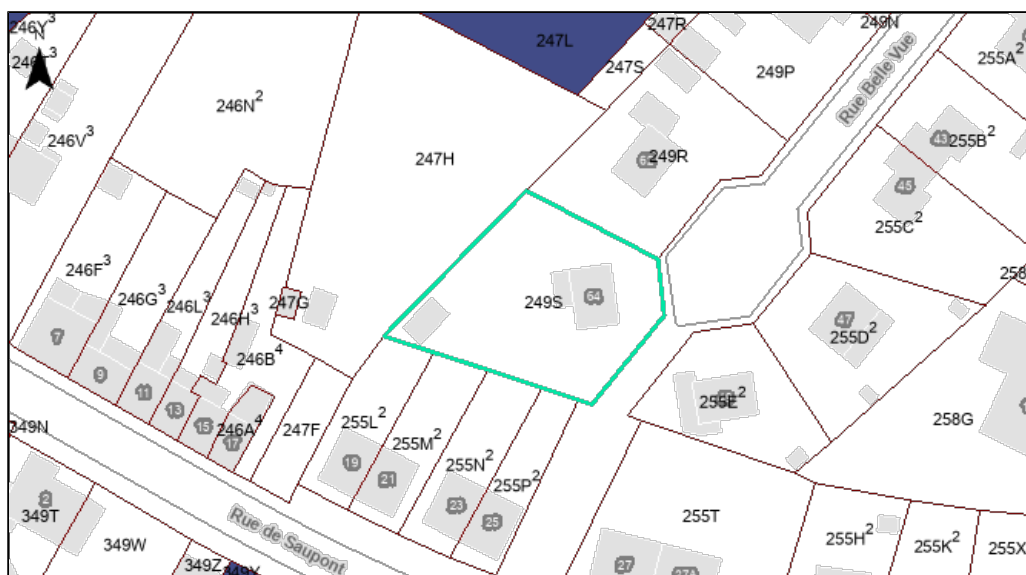 246Y³
N
247L
247R
249N
255A²
247S
249P
Rue Belle Vue
246N²
43
255B²
246V³
247H
249R
45
255C²
246F³
246G³
246L³
247G
249S
64
246H³
47
255D²
7
246B⁴
9
11
255E²
13
15
246A⁴
17
247F
255L²
255M²
258G
349N
19
21
255N²
255P²
2
23
25
349T
Rue de Saupont
255T
349W
255H²
255K²
255X
349Z
27
27A